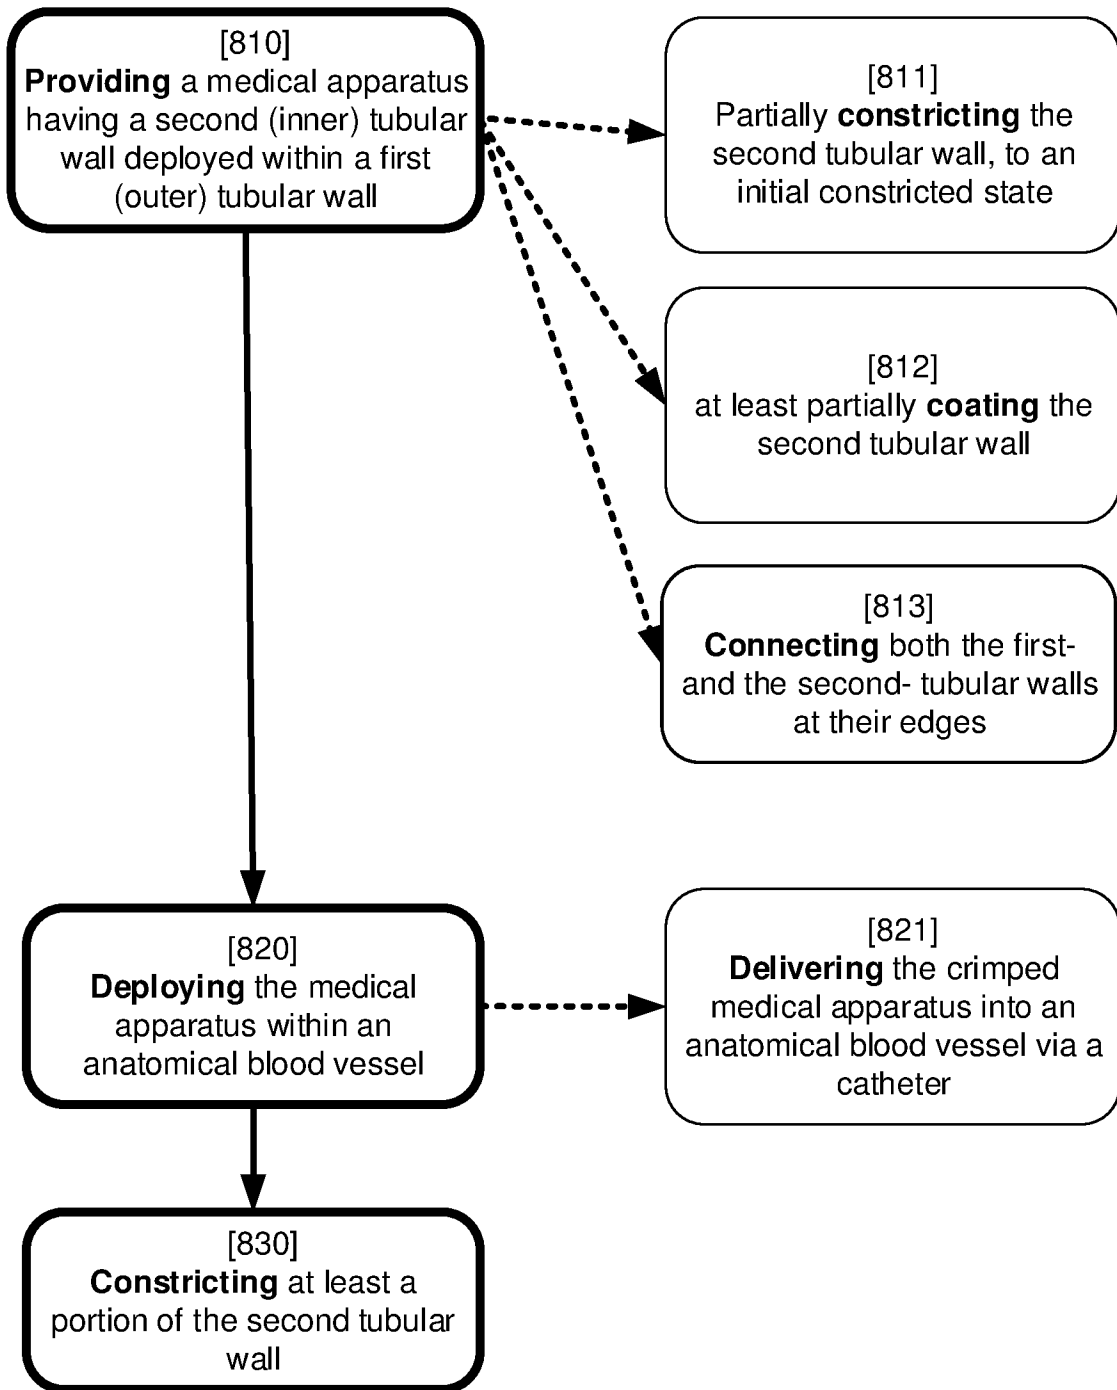 [810]
Providing a medical apparatus
having a second (inner) tubular
wall deployed within a first
(outer) tubular wall
[811]
Partially constricting the
second tubular wall, to an
initial constricted state
[812]
at least partially coating the
second tubular wall
[813]
Connecting both the first-
and the second- tubular walls
at their edges
[820]
Deploying the medical
apparatus within an
anatomical blood vessel
[821]
Delivering the crimped
medical apparatus into an
anatomical blood vessel via a
catheter
[830]
Constricting at least a
portion of the second tubular
wall